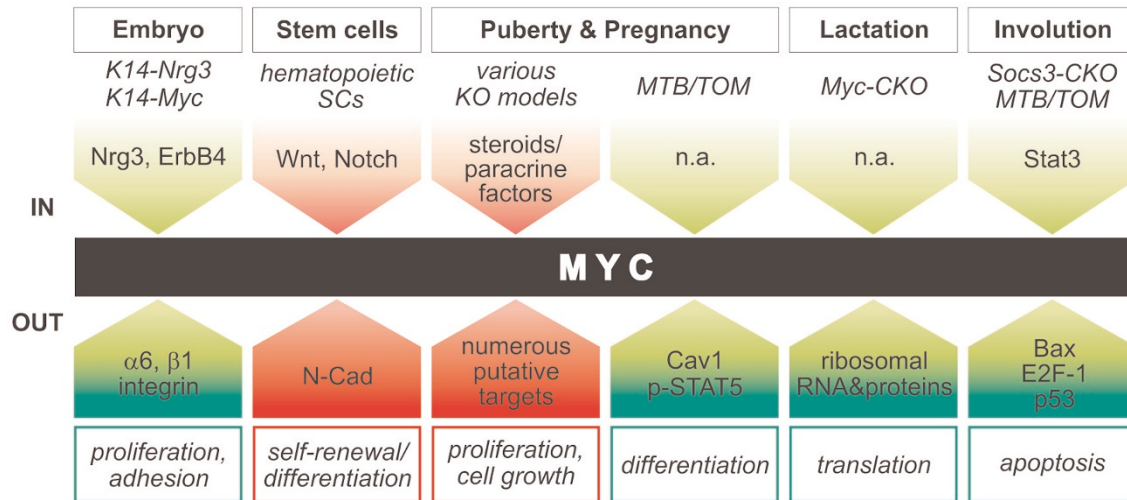 Embryo
Stem cells
Puberty & Pregnancy
Lactation
Involution
K14-Nrg3
K14-Myc
hematopoietic
SCs
various
KO models
MTB/TOM
Myc-CKO
Socs3-CKO
MTB/TOM
Nrg3, ErbB4
Wnt, Notch
steroids/
paracrine
factors
n.a.
n.a.
Stat3
IN
MYC
OUT
α6, β1
integrin
N-Cad
numerous
putative
targets
Cav1
p-STAT5
ribosomal
RNA&proteins
Bax
E2F-1
p53
proliferation,
adhesion
self-renewal/
differentiation
proliferation,
cell growth
differentiation
translation
apoptosis